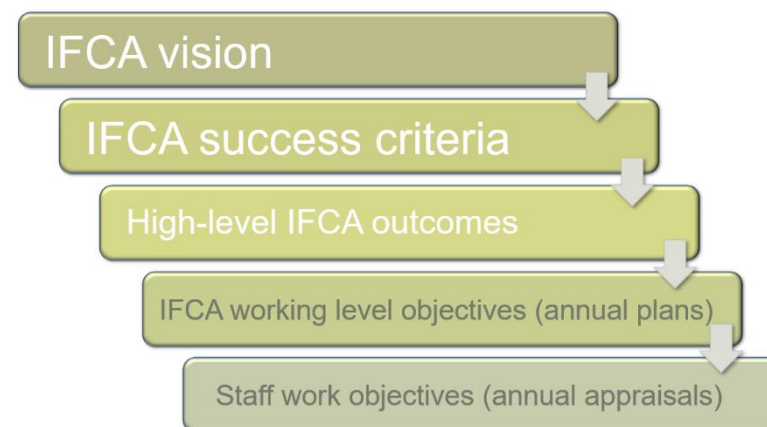 IFCA vision
IFCA success criteria
High-level IFCA outcomes
IFCA working level objectives (annual plans)
Staff work objectives (annual appraisals)